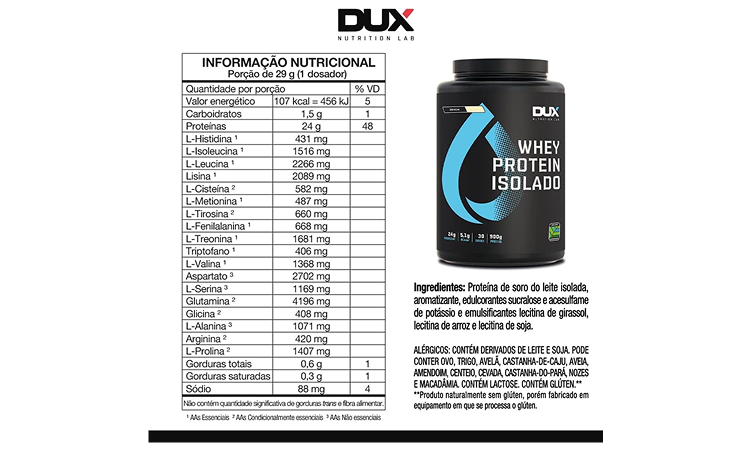 DUX
NUTRITION LAB
INFORMAÇÃO NUTRICIONAL
Porção de 29 g (1 dosador)
Quantidade por porção % VD
Valor energético 107 kcal = 456 kJ 5
Carboidratos 1,5 g 1
Proteínas 24 g 48
L-Histidina ¹ 431 mg
L-Isoleucina ¹ 1516 mg
L-Leucina ¹ 2266 mg
Lisina ¹ 2089 mg
L-Cisteína ² 582 mg
L-Metionina ¹ 487 mg
L-Tirosina ² 660 mg
L-Fenilalanina ¹ 668 mg
L-Treonina ¹ 1681 mg
Triptofano ¹ 406 mg
L-Valina ¹ 1368 mg
Aspartato ³ 2702 mg
L-Serina ³ 1169 mg
Glutamina ² 4196 mg
Glicina ² 408 mg
L-Alanina ³ 1071 mg
Arginina ² 420 mg
L-Prolina ² 1407 mg
Gorduras totais 0,6 g 1
Gorduras saturadas 0,3 g 1
Sódio 88 mg 4
Não contém quantidade significativa de gorduras trans e fibra alimentar.
¹ AAs Essenciais ² AAs Condicionalmente essenciais ³ AAs Não essenciais
DUX
NUTRITION LAB
WHEY
PROTEIN
ISOLADO
24g 5,1g 30 900g
Ingredientes: Proteína de soro do leite isolada,
aromatizante, edulcorantes sucralose e acesulfame
de potássio e emulsificantes lecitina de girassol,
lecitina de arroz e lecitina de soja.
ALÉRGICOS: CONTÉM DERIVADOS DE LEITE E SOJA. PODE
CONTER OVO, TRIGO, AVELÃ, CASTANHA-DE-CAJU, AVEIA,
AMENDOIM, CENTEIO, CEVADA, CASTANHA-DO-PARÁ, NOZES
E MACADÂMIA. CONTÉM LACTOSE. CONTÉM GLÚTEN.**
**Produto naturalmente sem glúten, porém fabricado em
equipamento em que se processa o glúten.